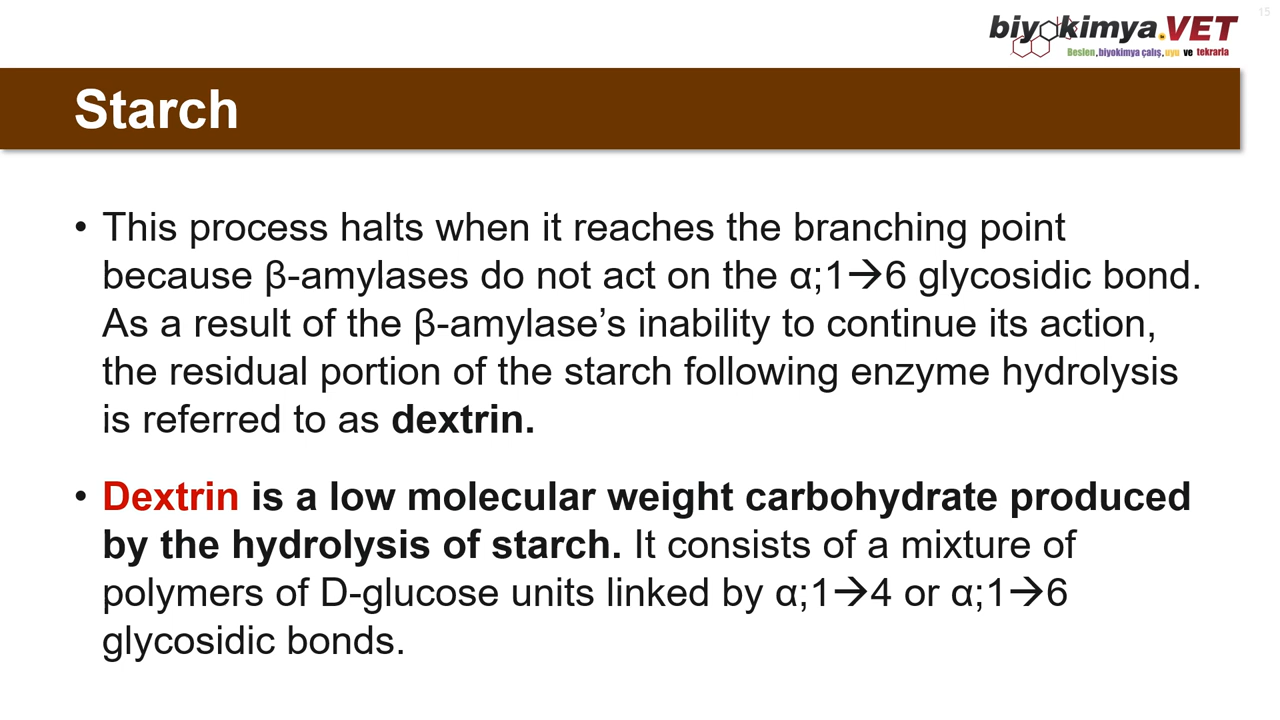 15
biyokimya.VET
Beslen, biyokimya çalış, uyu ve tekrarla
Starch
• This process halts when it reaches the branching point
because β-amylases do not act on the α;1→6 glycosidic bond.
As a result of the β-amylase’s inability to continue its action,
the residual portion of the starch following enzyme hydrolysis
is referred to as dextrin.
• Dextrin is a low molecular weight carbohydrate produced
by the hydrolysis of starch. It consists of a mixture of
polymers of D-glucose units linked by α;1→4 or α;1→6
glycosidic bonds.